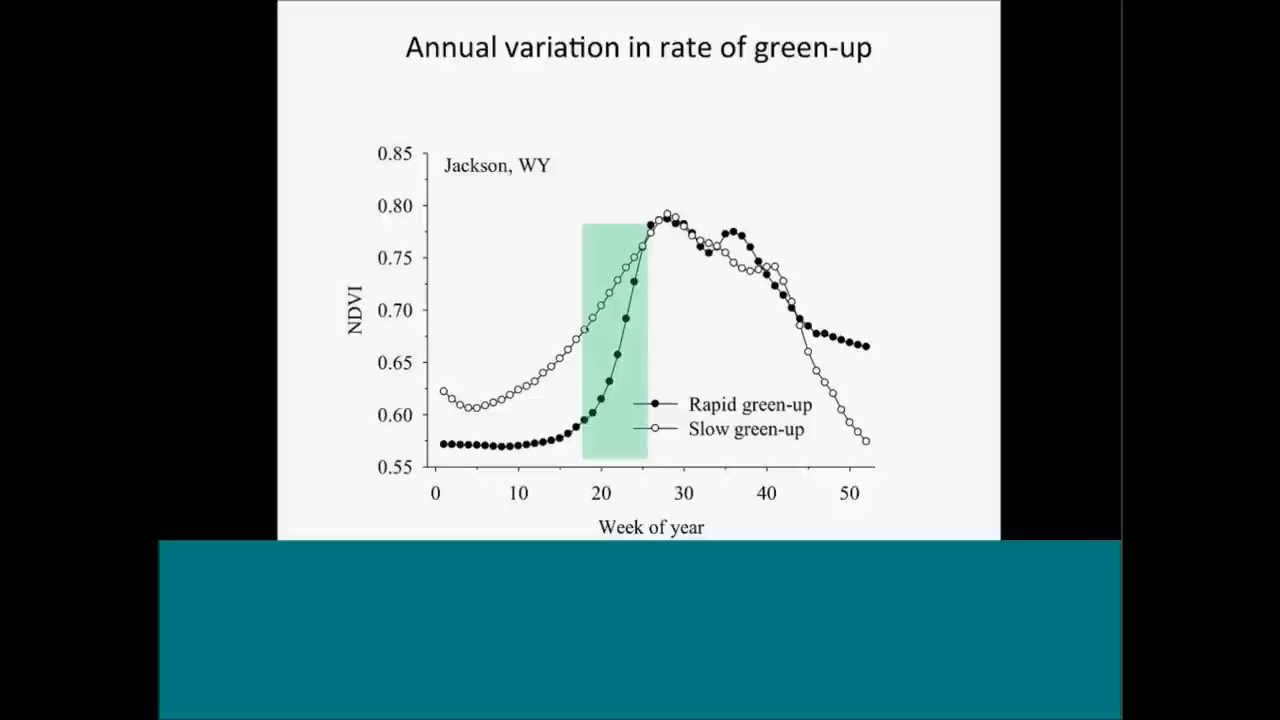 Annual variation in rate of green-up
Jackson, WY
0.85
0.80
0.75
0.70
0.65
0.60
0.55
NDVI
Rapid green-up
Slow green-up
0 10 20 30 40 50
Week of year